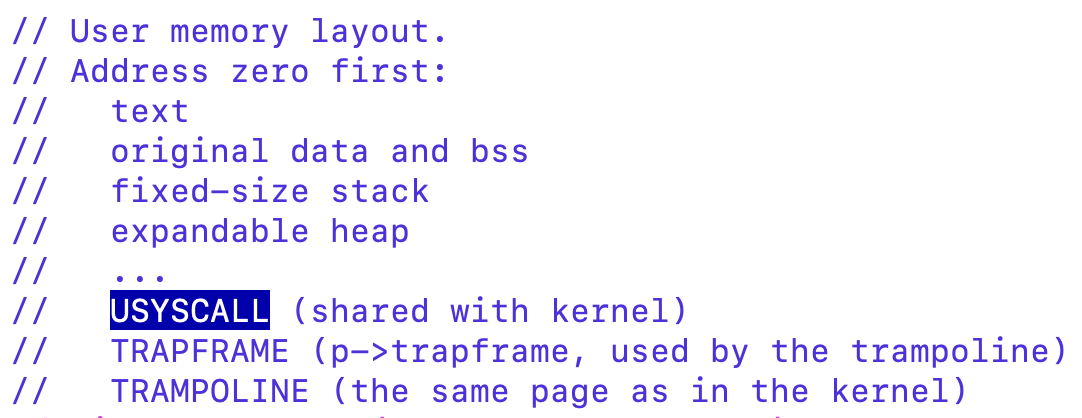 // User memory layout.
// Address zero first:
//   text
//   original data and bss
//   fixed-size stack
//   expandable heap
//   ...
//   USYSCALL (shared with kernel)
//   TRAPFRAME (p->trapframe, used by the trampoline)
//   TRAMPOLINE (the same page as in the kernel)